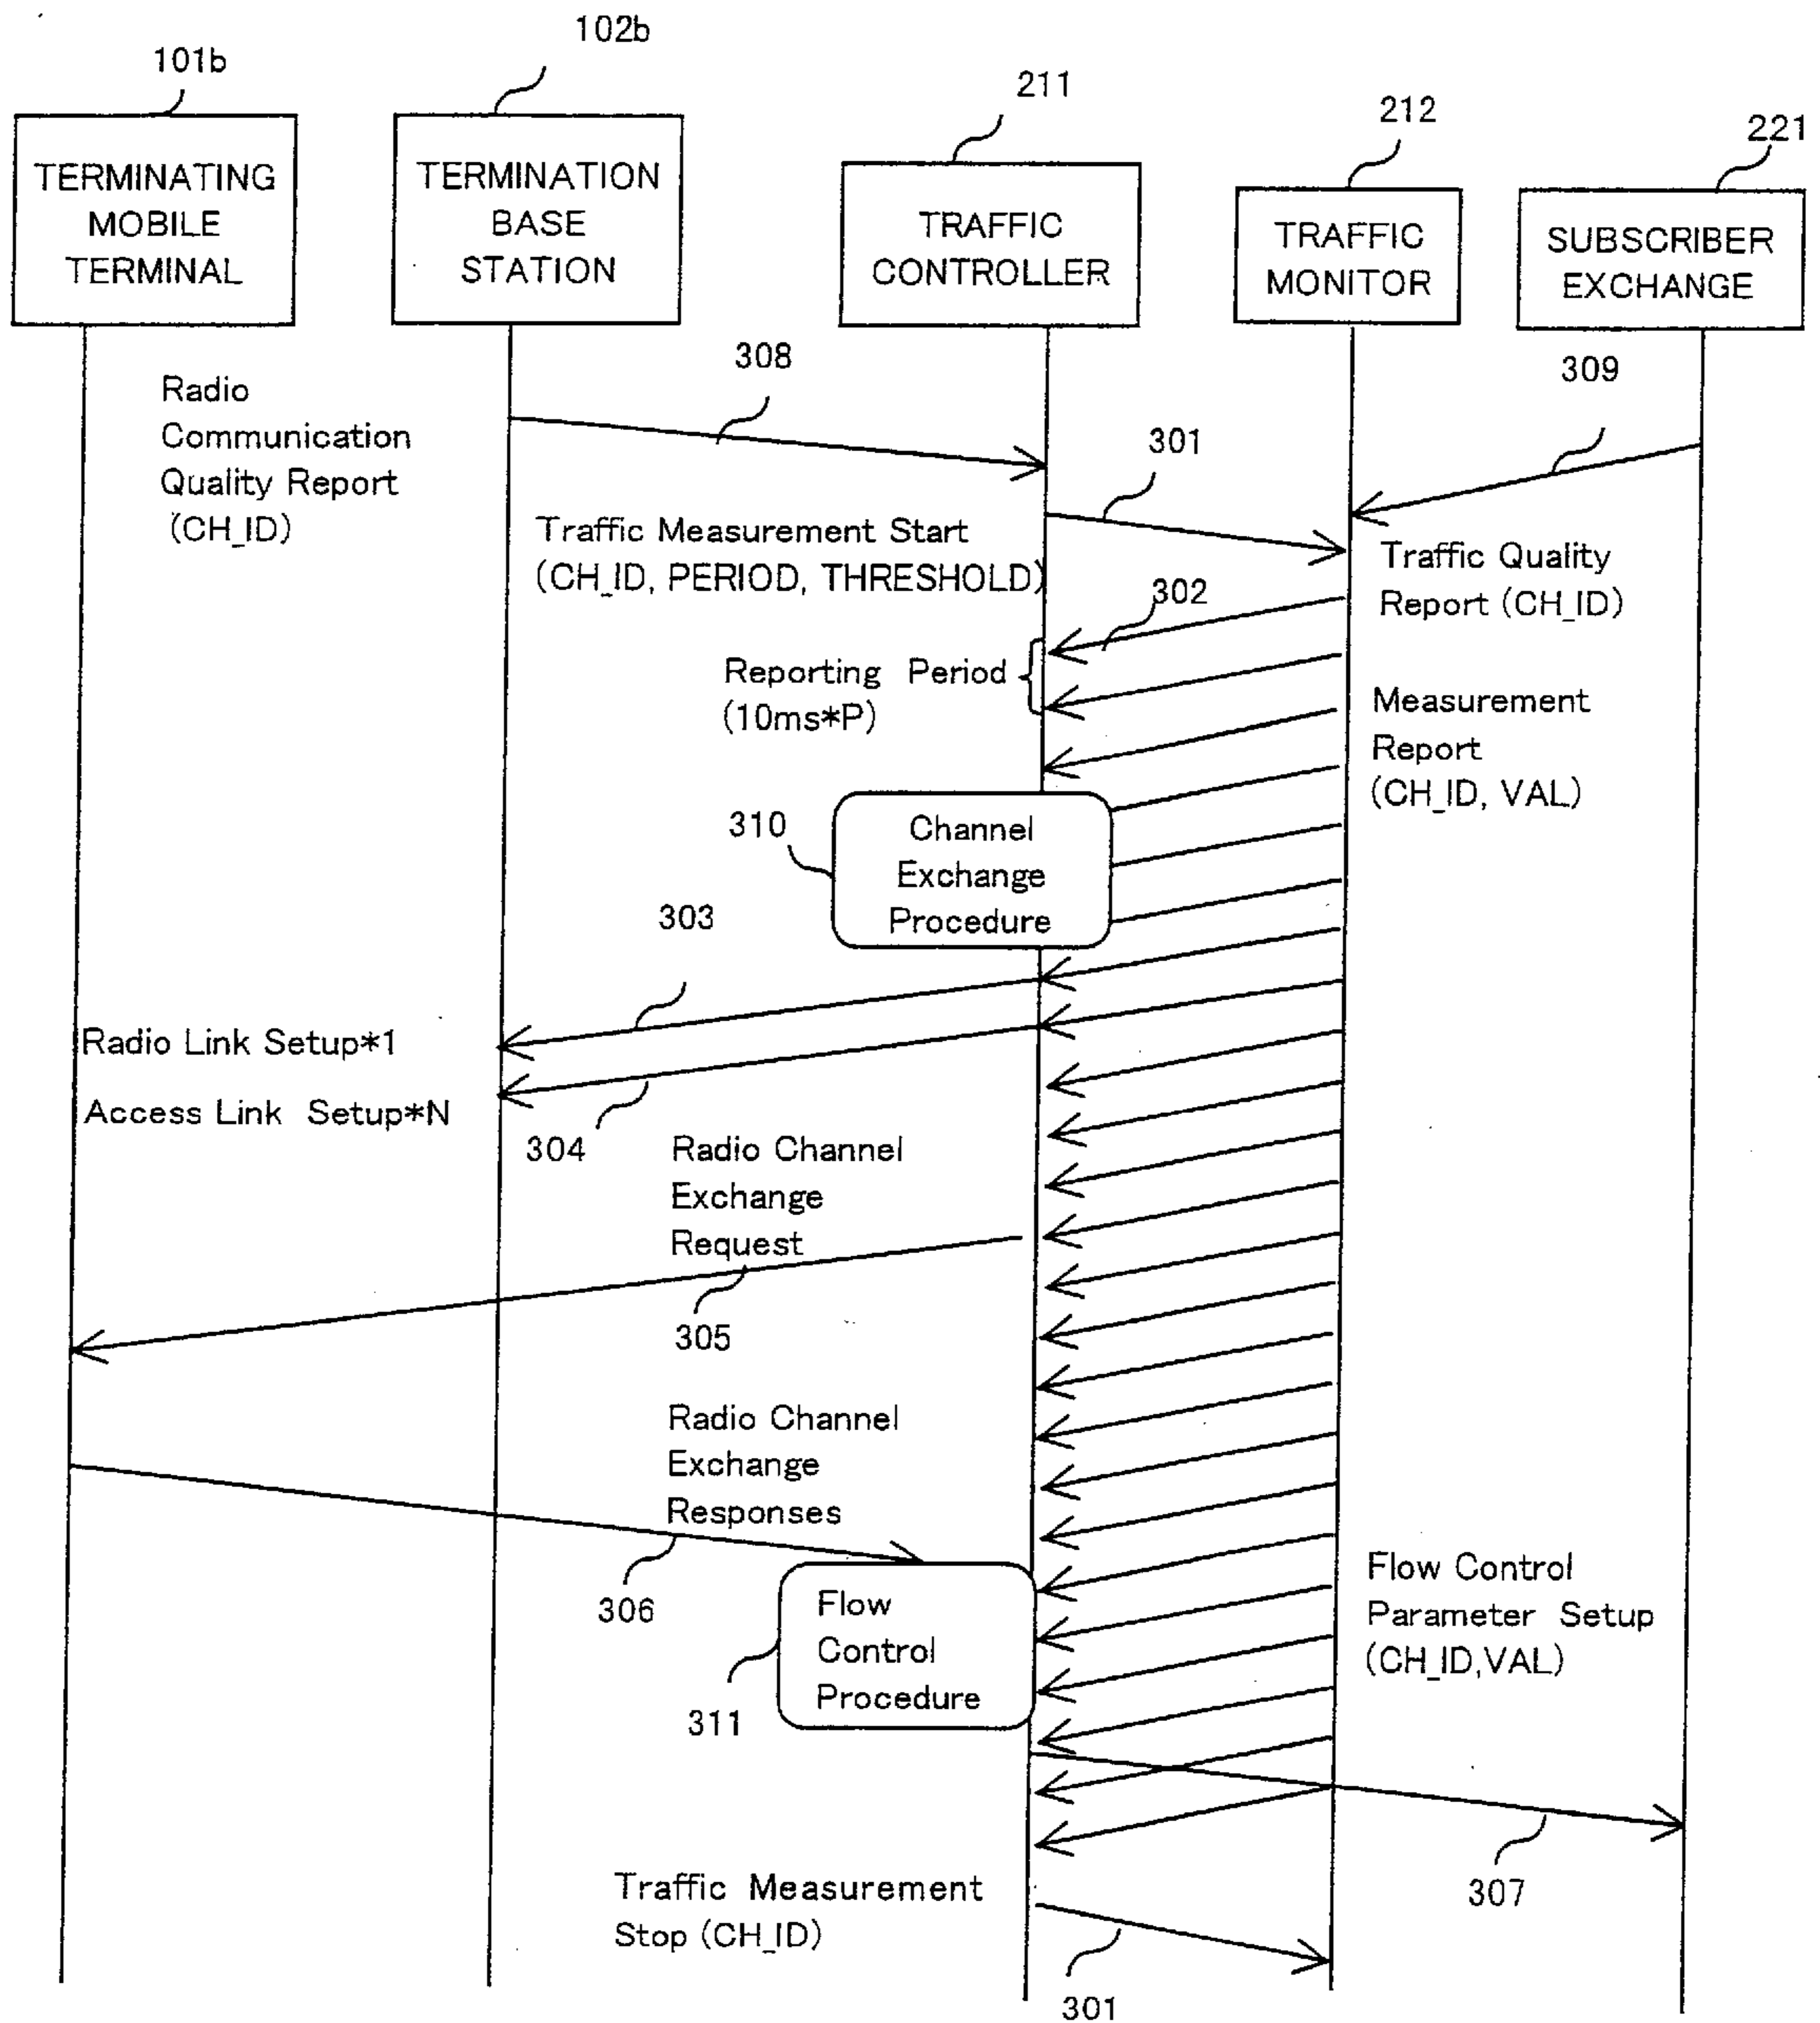 101b
102b
211
212
221
TERMINATING
MOBILE
TERMINAL
TERMINATION
BASE
STATION
TRAFFIC
CONTROLLER
TRAFFIC
MONITOR
SUBSCRIBER
EXCHANGE
308
309
Radio
Communication
Quality Report
(CH_ID)
301
Traffic Measurement Start
(CH_ID, PERIOD, THRESHOLD)
Traffic Quality
Report (CH_ID)
302
Reporting Period
(10ms*P)
Measurement
Report
(CH_ID, VAL)
310
Channel
Exchange
Procedure
303
Radio Link Setup*1
Access Link Setup*N
304
Radio Channel
Exchange
Request
305
Radio Channel
Exchange
Responses
306
Flow
Control
Procedure
311
Flow Control
Parameter Setup
(CH_ID,VAL)
307
Traffic Measurement
Stop (CH_ID)
301